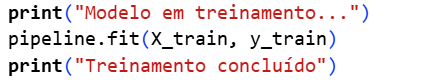 print("Modelo em treinamento...")
pipeline.fit(X_train, y_train)
print("Treinamento concluído")